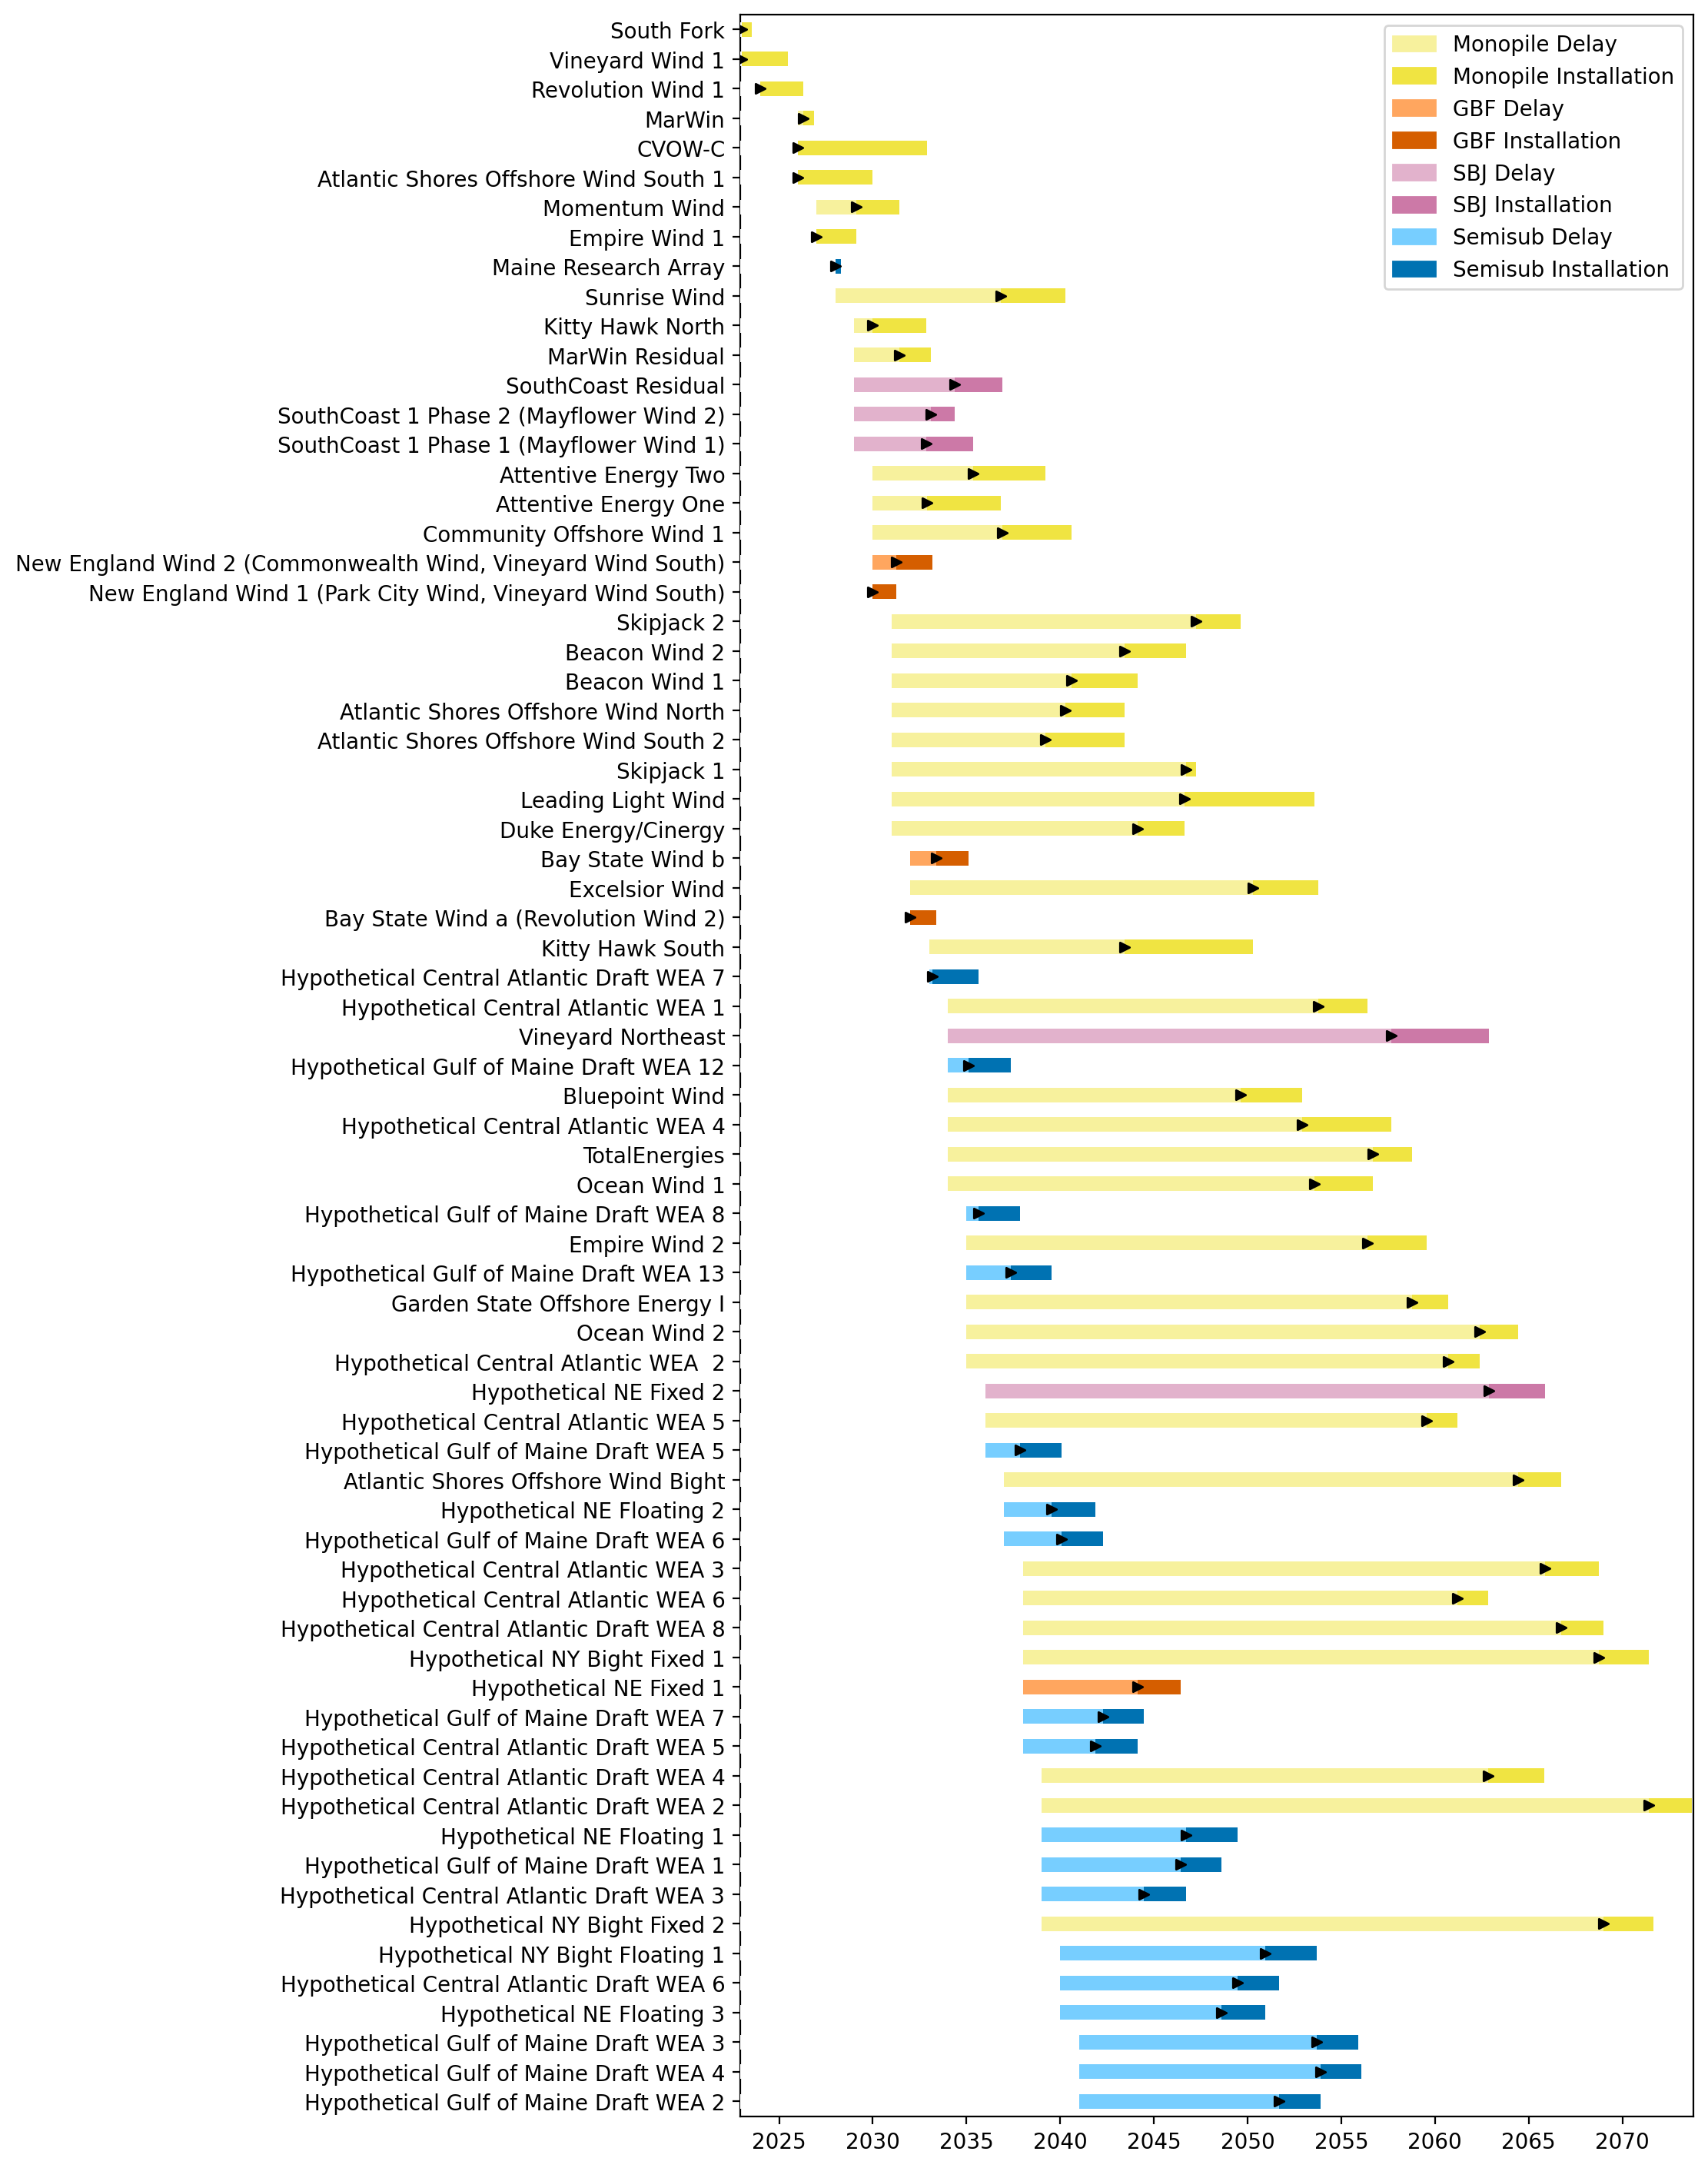 South Fork
Vineyard Wind 1
Revolution Wind 1
MarWin
CVOW-C
Atlantic Shores Offshore Wind South 1
Momentum Wind
Empire Wind 1
Maine Research Array
Sunrise Wind
Kitty Hawk North
MarWin Residual
SouthCoast Residual
SouthCoast 1 Phase 2 (Mayflower Wind 2)
SouthCoast 1 Phase 1 (Mayflower Wind 1)
Attentive Energy Two
Attentive Energy One
Community Offshore Wind 1
New England Wind 2 (Commonwealth Wind, Vineyard Wind South)
New England Wind 1 (Park City Wind, Vineyard Wind South)
Skipjack 2
Beacon Wind 2
Beacon Wind 1
Atlantic Shores Offshore Wind North
Atlantic Shores Offshore Wind South 2
Skipjack 1
Leading Light Wind
Duke Energy/Cinergy
Bay State Wind b
Excelsior Wind
Bay State Wind a (Revolution Wind 2)
Kitty Hawk South
Hypothetical Central Atlantic Draft WEA 7
Hypothetical Central Atlantic WEA 1
Vineyard Northeast
Hypothetical Gulf of Maine Draft WEA 12
Bluepoint Wind
Hypothetical Central Atlantic WEA 4
TotalEnergies
Ocean Wind 1
Hypothetical Gulf of Maine Draft WEA 8
Empire Wind 2
Hypothetical Gulf of Maine Draft WEA 13
Garden State Offshore Energy I
Ocean Wind 2
Hypothetical Central Atlantic WEA  2
Hypothetical NE Fixed 2
Hypothetical Central Atlantic WEA 5
Hypothetical Gulf of Maine Draft WEA 5
Atlantic Shores Offshore Wind Bight
Hypothetical NE Floating 2
Hypothetical Gulf of Maine Draft WEA 6
Hypothetical Central Atlantic WEA 3
Hypothetical Central Atlantic WEA 6
Hypothetical Central Atlantic Draft WEA 8
Hypothetical NY Bight Fixed 1
Hypothetical NE Fixed 1
Hypothetical Gulf of Maine Draft WEA 7
Hypothetical Central Atlantic Draft WEA 5
Hypothetical Central Atlantic Draft WEA 4
Hypothetical Central Atlantic Draft WEA 2
Hypothetical NE Floating 1
Hypothetical Gulf of Maine Draft WEA 1
Hypothetical Central Atlantic Draft WEA 3
Hypothetical NY Bight Fixed 2
Hypothetical NY Bight Floating 1
Hypothetical Central Atlantic Draft WEA 6
Hypothetical NE Floating 3
Hypothetical Gulf of Maine Draft WEA 3
Hypothetical Gulf of Maine Draft WEA 4
Hypothetical Gulf of Maine Draft WEA 2
Monopile Delay
Monopile Installation
GBF Delay
GBF Installation
SBJ Delay
SBJ Installation
Semisub Delay
Semisub Installation
2025 2030 2035 2040 2045 2050 2055 2060 2065 2070